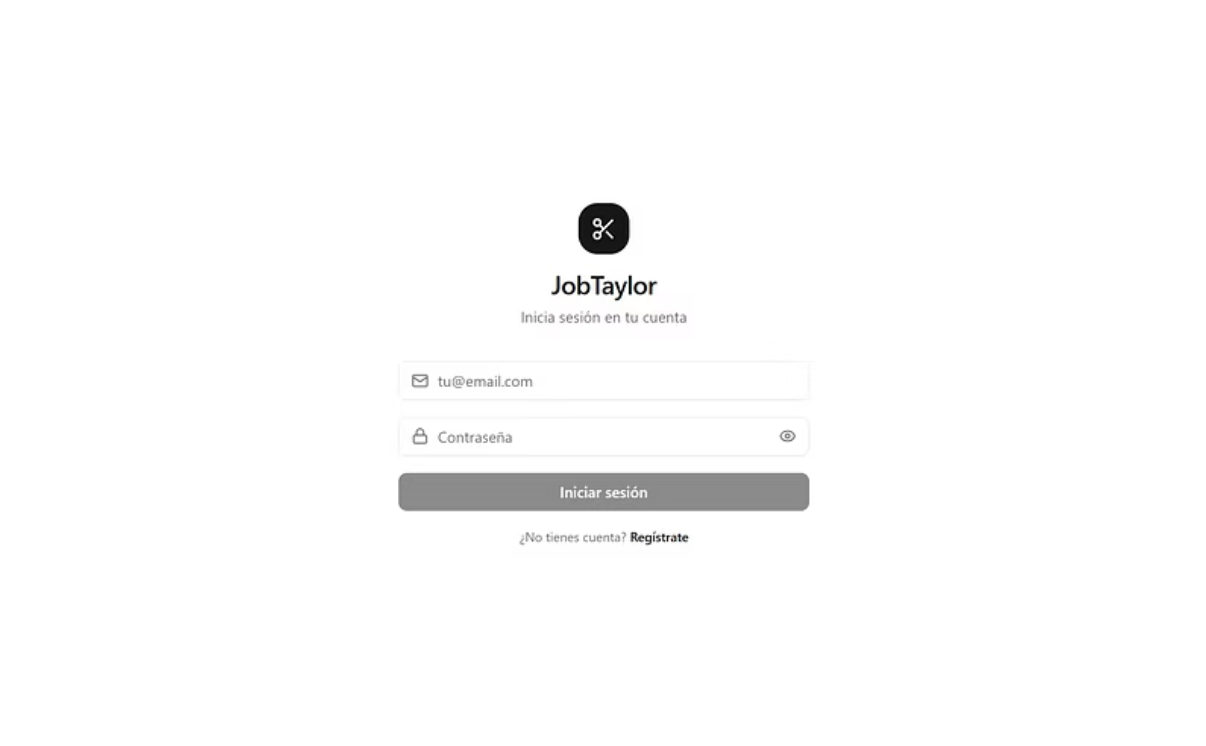 JobTaylor
Inicia sesión en tu cuenta
tu@email.com
Contraseña
Iniciar sesión
¿No tienes cuenta? Regístrate